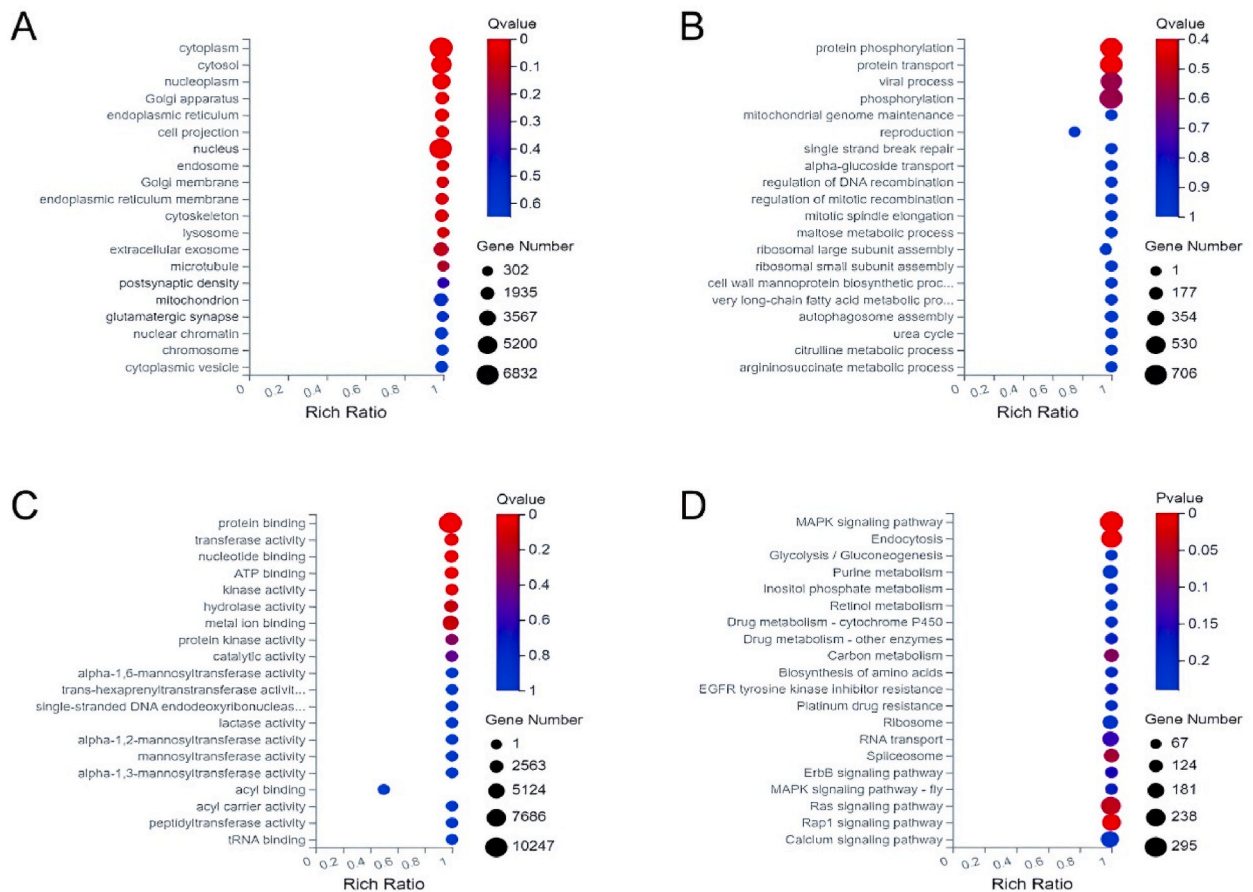 A
cytoplasm
cytosol
nucleoplasm
Golgi apparatus
endoplasmic reticulum
cell projection
nucleus
endosome
Golgi membrane
endoplasmic reticulum membrane
cytoskeleton
lysosome
extracellular exosome
microtubule
postsynaptic density
mitochondrion
glutamatergic synapse
nuclear chromatin
chromosome
cytoplasmic vesicle
0 0.2 0.4 0.6 0.8 1
Rich Ratio
Qvalue
0
0.1
0.2
0.3
0.4
0.5
0.6
Gene Number
302
1935
3567
5200
6832
B
protein phosphorylation
protein transport
viral process
phosphorylation
mitochondrial genome maintenance
reproduction
single strand break repair
alpha-glucoside transport
regulation of DNA recombination
regulation of mitotic recombination
mitotic spindle elongation
maltose metabolic process
ribosomal large subunit assembly
ribosomal small subunit assembly
cell wall mannoprotein biosynthetic proc...
very long-chain fatty acid metabolic pro...
autophagosome assembly
urea cycle
citrulline metabolic process
argininosuccinate metabolic process
0 0.2 0.4 0.6 0.8 1
Rich Ratio
Qvalue
0.4
0.5
0.6
0.7
0.8
0.9
1
Gene Number
1
177
354
530
706
C
protein binding
transferase activity
nucleotide binding
ATP binding
kinase activity
hydrolase activity
metal ion binding
protein kinase activity
catalytic activity
alpha-1,6-mannosyltransferase activity
trans-hexaprenyltranstransferase activit...
single-stranded DNA endodeoxyribonucleas...
lactase activity
alpha-1,2-mannosyltransferase activity
mannosyltransferase activity
alpha-1,3-mannosyltransferase activity
acyl binding
acyl carrier activity
peptidyltransferase activity
tRNA binding
0 0.2 0.4 0.6 0.8 1
Rich Ratio
Qvalue
0
0.2
0.4
0.6
0.8
1
Gene Number
1
2563
5124
7686
10247
D
MAPK signaling pathway
Endocytosis
Glycolysis / Gluconeogenesis
Purine metabolism
Inositol phosphate metabolism
Retinol metabolism
Drug metabolism - cytochrome P450
Drug metabolism - other enzymes
Carbon metabolism
Biosynthesis of amino acids
EGFR tyrosine kinase Inhibitor resistance
Platinum drug resistance
Ribosome
RNA transport
Spliceosome
ErbB signaling pathway
MAPK signaling pathway - fly
Ras signaling pathway
Rap1 signaling pathway
Calcium signaling pathway
0 0.2 0.4 0.6 0.8 1
Rich Ratio
Pvalue
0
0.05
0.1
0.15
0.2
Gene Number
67
124
181
238
295